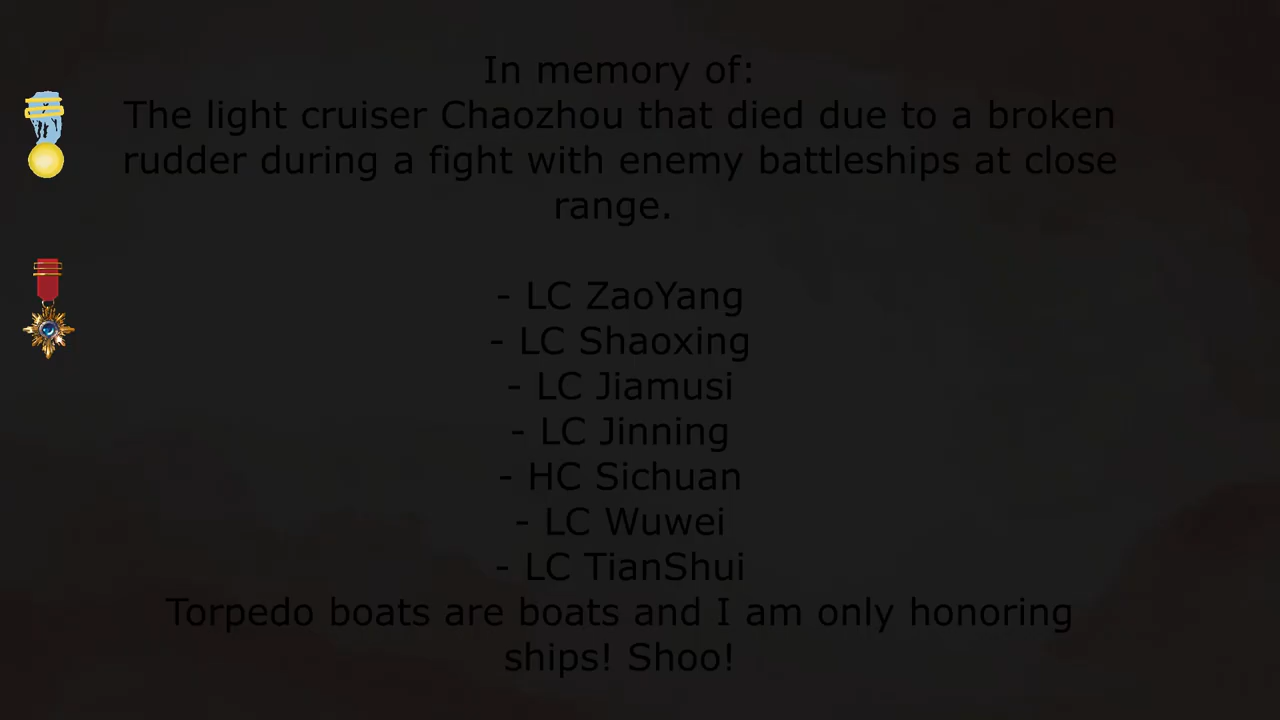 In memory of:
The light cruiser Chaozhou that died due to a broken
rudder during a fight with enemy battleships at close
range.
- LC ZaoYang
- LC Shaoxing
- LC Jiamusi
- LC Jinning
- HC Sichuan
- LC Wuwei
- LC TianShui
Torpedo boats are boats and I am only honoring
ships! Shoo!